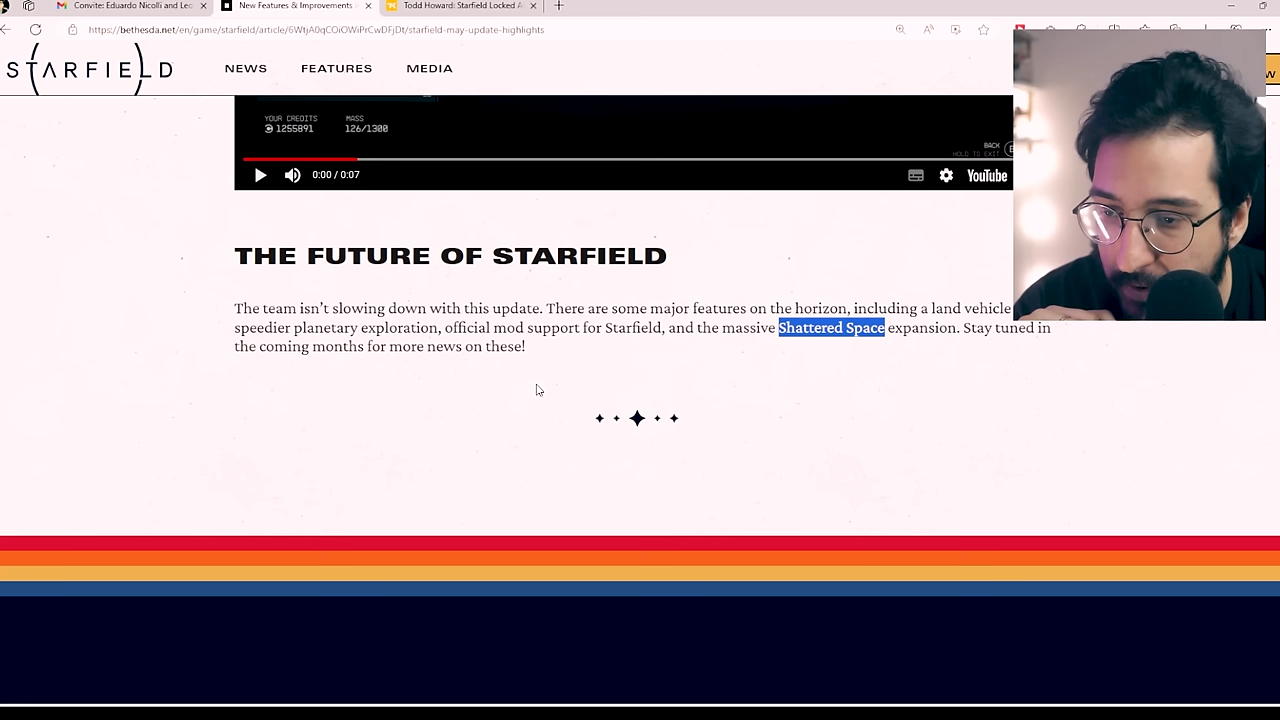 Convite: Eduardo Nicolli and Leo
New Features & Improvements
Todd Howard: Starfield Locked A
https://bethesda.net/en/game/starfield/article/6WtjA0qCOiOWiPrCwDFjDt/starfield-may-update-highlights
STARFIELD
NEWS
FEATURES
MEDIA
YOUR CREDITS
MASS
1255891
126/1300
BACK
HOLD TO EXIT
0:00 / 0:07
YouTube
THE FUTURE OF STARFIELD
The team isn't slowing down with this update. There are some major features on the horizon, including a land vehicle
speedier planetary exploration, official mod support for Starfield, and the massive Shattered Space expansion. Stay tuned in
the coming months for more news on these!